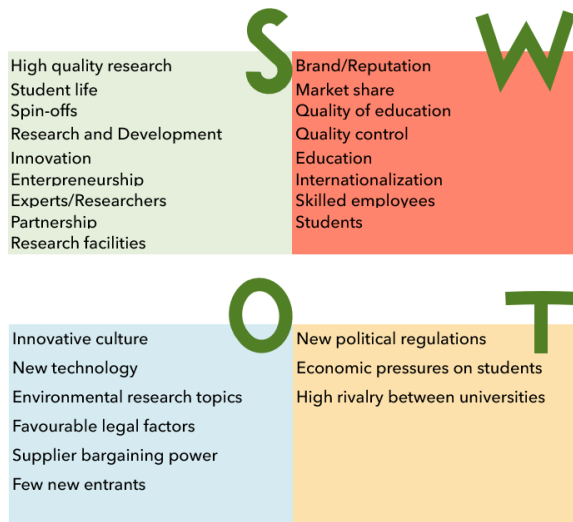 S
High quality research
Student life
Spin-offs
Research and Development
Innovation
Enterpreneurship
Experts/Researchers
Partnership
Research facilities
W
Brand/Reputation
Market share
Quality of education
Quality control
Education
Internationalization
Skilled employees
Students
O
Innovative culture
New technology
Environmental research topics
Favourable legal factors
Supplier bargaining power
Few new entrants
T
New political regulations
Economic pressures on students
High rivalry between universities